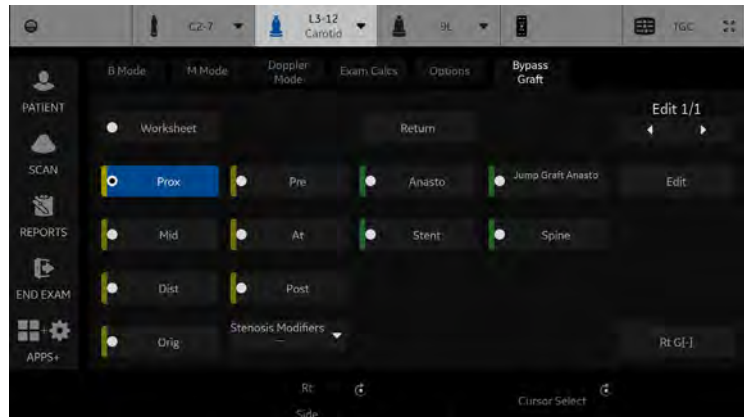 C2-7
L3-12
Carotid
9L
TGC
PATIENT
SCAN
REPORTS
END EXAM
APPS+
B Mode
M Mode
Doppler
Mode
Exam Calcs
Options
Bypass
Graft
Worksheet
Return
Edit 1/1
Prox
Pre
Anasto
Jump Graft Anasto
Edit
Mid
At
Stent
Spine
Dist
Post
Orig
Stenosis Modifiers
Rt G[-]
Rt
Side
Cursor Select